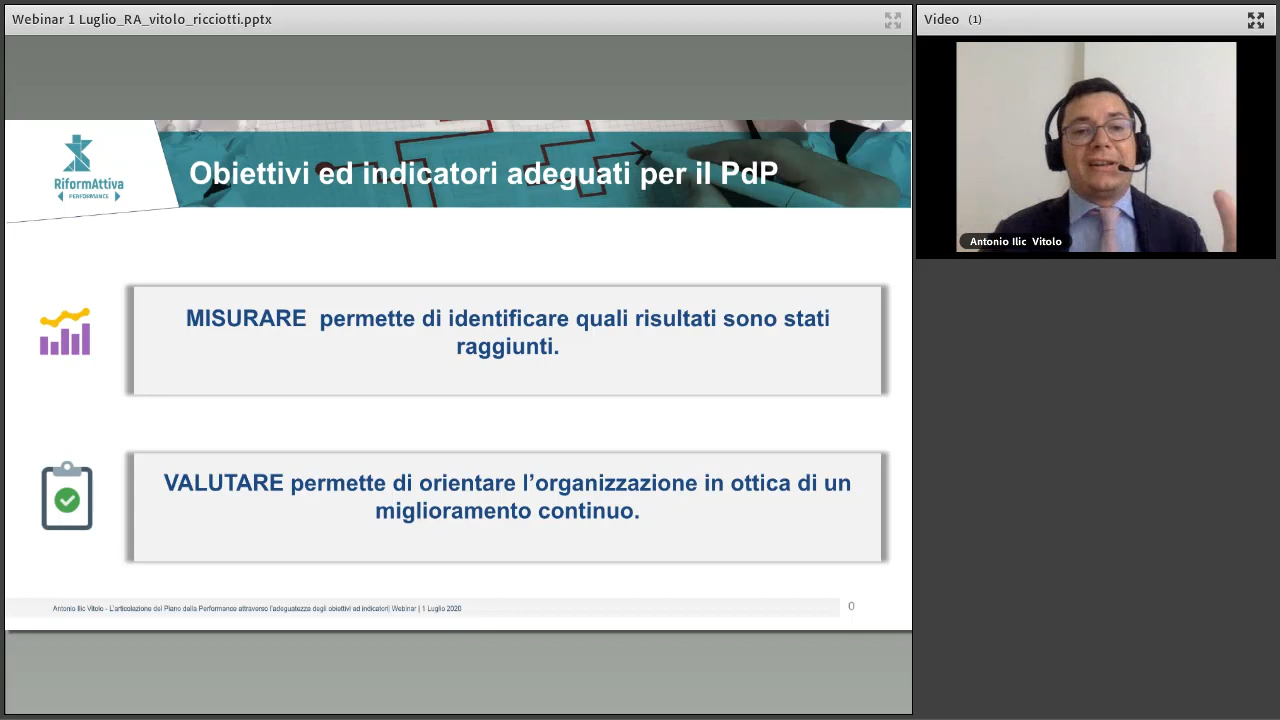 Webinar 1 Luglio_RA_vitolo_ricciotti.pptx
Video (1)
Antonio Ilic Vitolo
RiformAttiva
PERFORMANCE
Obiettivi ed indicatori adeguati per il PdP
MISURARE permette di identificare quali risultati sono stati
raggiunti.
VALUTARE permette di orientare l’organizzazione in ottica di un
miglioramento continuo.
Antonio Ilic Vitolo - L’articolazione del Piano della Performance attraverso l’adeguatezza degli obiettivi ed indicatori| Webinar | 1 Luglio 2020
0